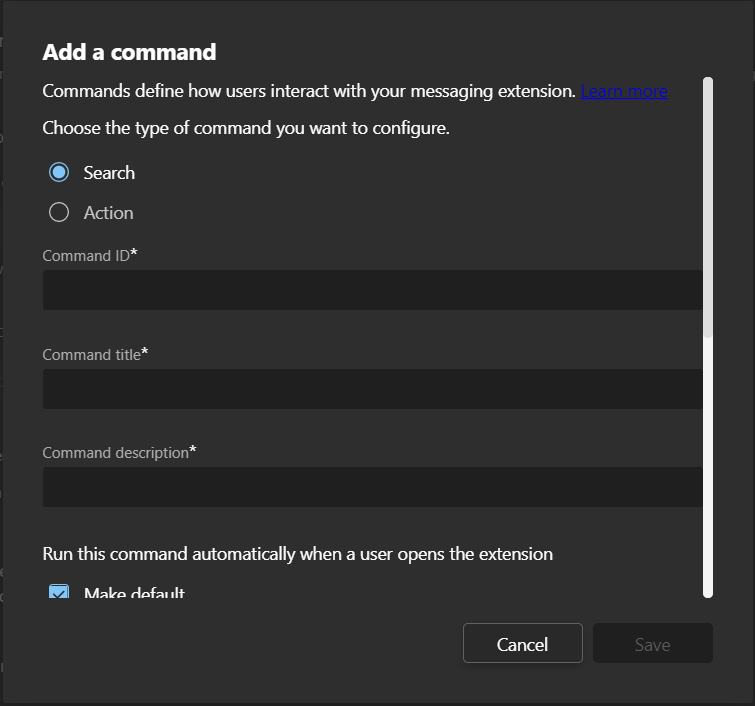 Add a command
Commands define how users interact with your messaging extension. Learn more
Choose the type of command you want to configure.
Search
Action
Command ID*
Command title*
Command description*
Run this command automatically when a user opens the extension
Make default
Cancel
Save